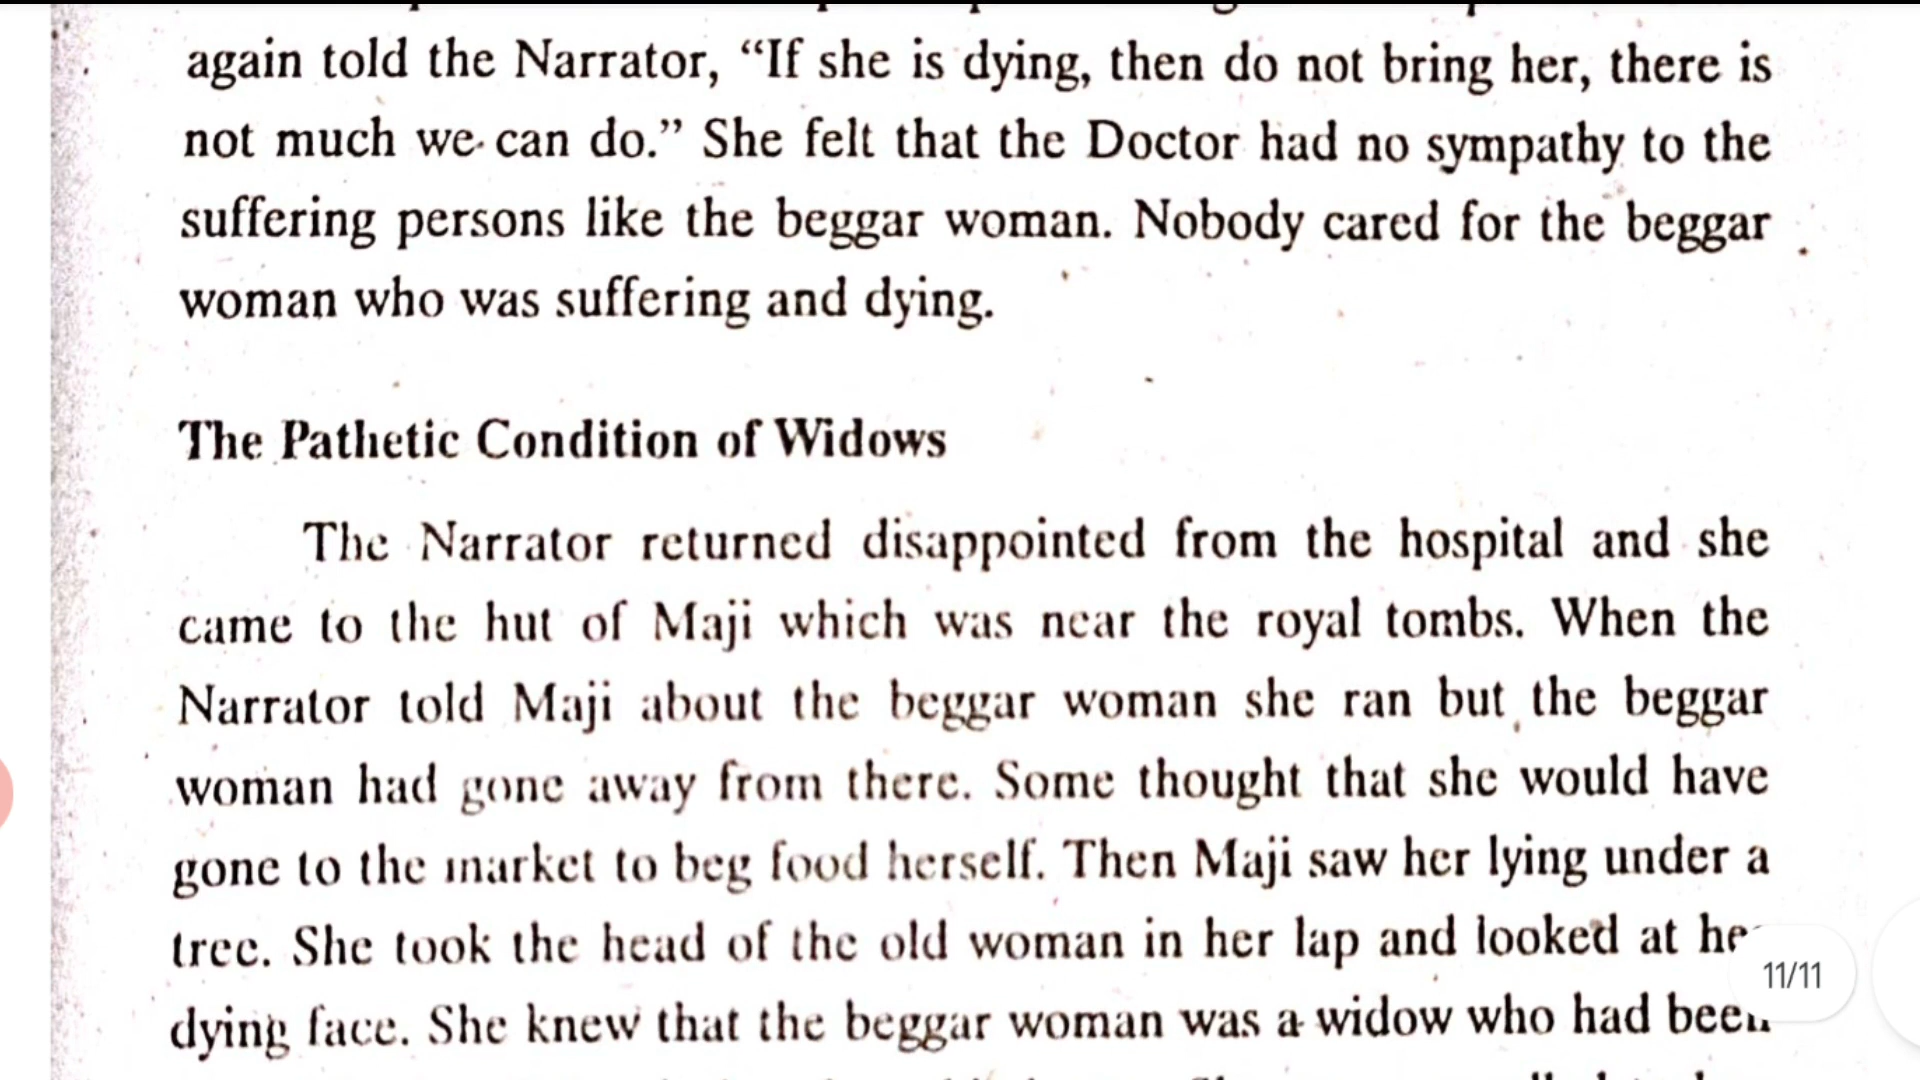 again told the Narrator, “If she is dying, then do not bring her, there is
not much we can do.” She felt that the Doctor had no sympathy to the
suffering persons like the beggar woman. Nobody cared for the beggar
woman who was suffering and dying.
The Pathetic Condition of Widows
The Narrator returned disappointed from the hospital and she
came to the hut of Maji which was near the royal tombs. When the
Narrator told Maji about the beggar woman she ran but the beggar
woman had gone away from there. Some thought that she would have
gone to the market to beg food herself. Then Maji saw her lying under a
tree. She took the head of the old woman in her lap and looked at her
dying face. She knew that the beggar woman was a widow who had been
11/11